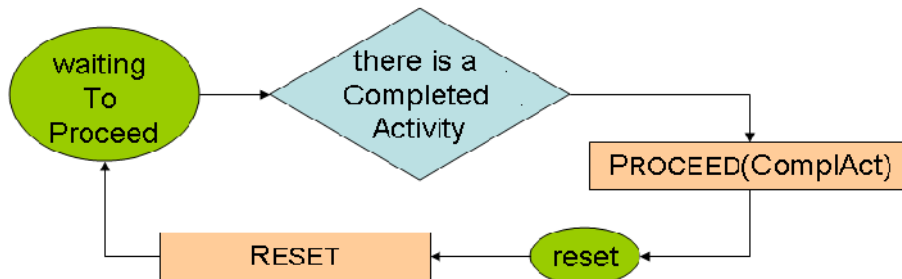 waiting
To
Proceed
there is a
Completed
Activity
PROCEED(ComplAct)
RESET
reset